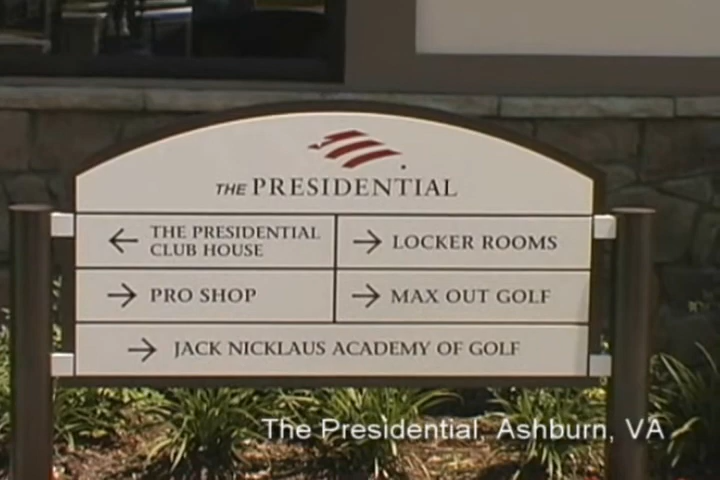 THE PRESIDENTIAL
← THE PRESIDENTIAL
CLUB HOUSE
→ LOCKER ROOMS
→ PRO SHOP
→ MAX OUT GOLF
→ JACK NICKLAUS ACADEMY OF GOLF
The Presidential, Ashburn, VA